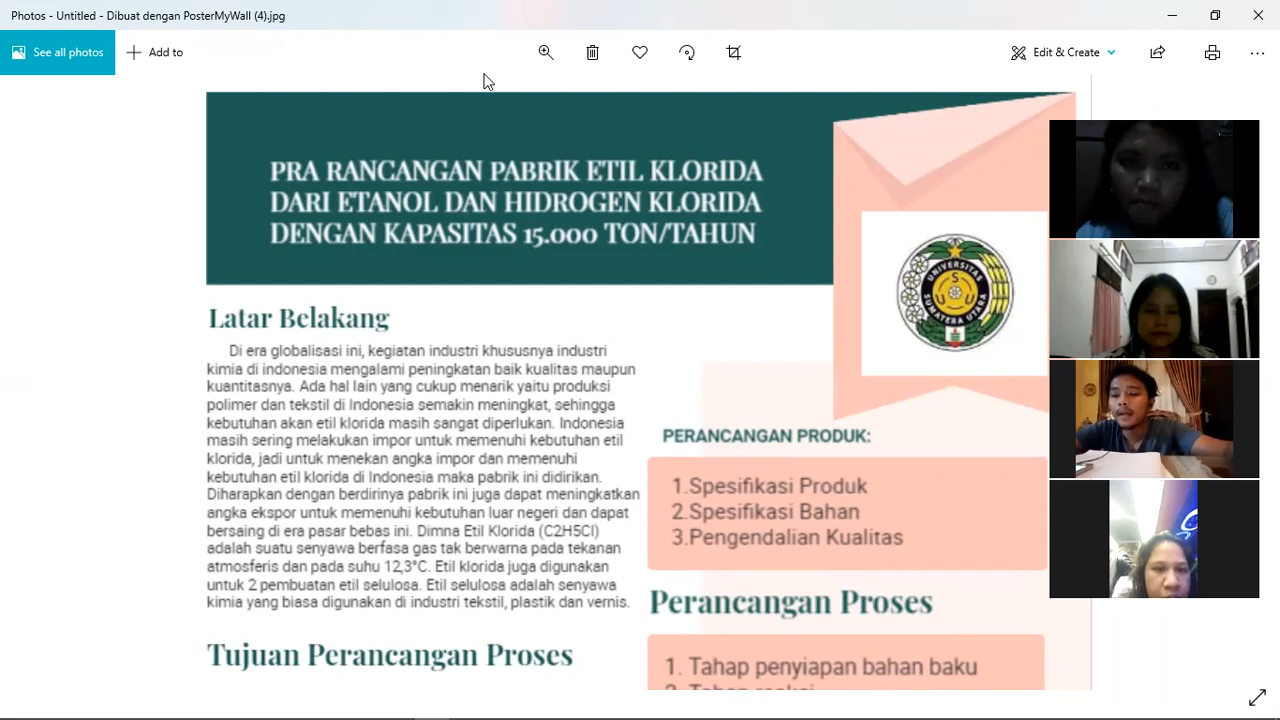 Photos - Untitled - Dibuat dengan PosterMyWall (4).jpg
See all photos
Add to
Edit & Create
PRA RANCANGAN PABRIK ETIL KLORIDA
DARI ETANOL DAN HIDROGEN KLORIDA
DENGAN KAPASITAS 15.000 TON/TAHUN
UNIVERSITAS
SUMATERA UTARA
Latar Belakang
Di era globalisasi ini, kegiatan industri khususnya industri
kimia di indonesia mengalami peningkatan baik kualitas maupun
kuantitasnya. Ada hal lain yang cukup menarik yaitu produksi
polimer dan tekstil di Indonesia semakin meningkat, sehingga
kebutuhan akan etil klorida masih sangat diperlukan. Indonesia
masih sering melakukan impor untuk memenuhi kebutuhan etil
klorida, jadi untuk menekan angka impor dan memenuhi
kebutuhan etil klorida di Indonesia maka pabrik ini didirikan.
Diharapkan dengan berdirinya pabrik ini juga dapat meningkatkan
angka ekspor untuk memenuhi kebutuhan luar negeri dan dapat
bersaing di era pasar bebas ini. Dimna Etil Klorida (C2H5Cl)
adalah suatu senyawa berfasa gas tak berwarna pada tekanan
atmosferis dan pada suhu 12,3°C. Etil klorida juga digunakan
untuk 2 pembuatan etil selulosa. Etil selulosa adalah senyawa
kimia yang biasa digunakan di industri tekstil, plastik dan vernis.
Tujuan Perancangan Proses
PERANCANGAN PRODUK:
1.Spesifikasi Produk
2.Spesifikasi Bahan
3.Pengendalian Kualitas
Perancangan Proses
1. Tahap penyiapan bahan baku